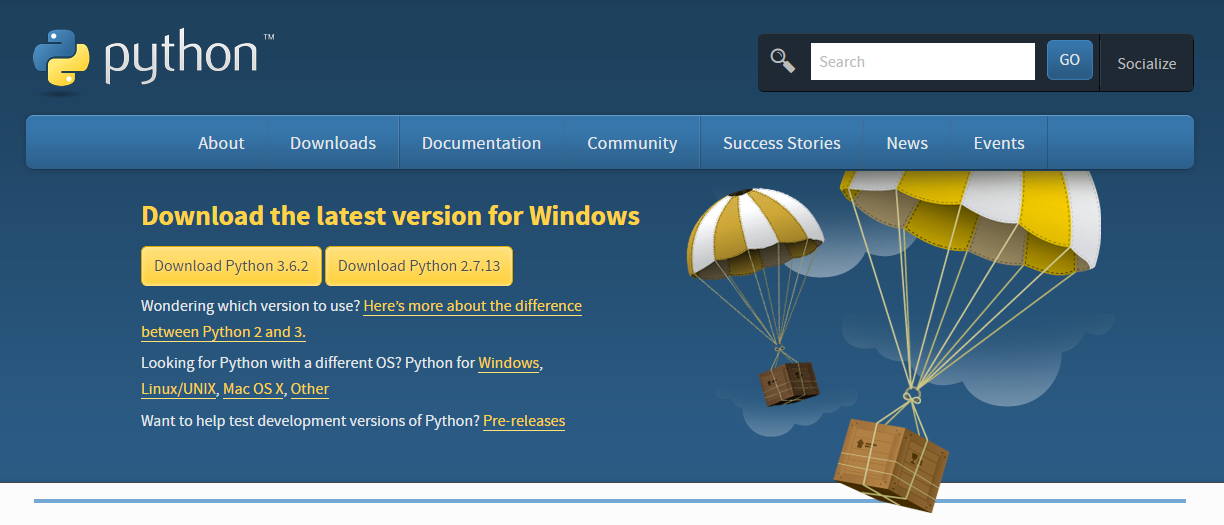 python™
Search
GO
Socialize
About
Downloads
Documentation
Community
Success Stories
News
Events
Download the latest version for Windows
Download Python 3.6.2
Download Python 2.7.13
Wondering which version to use? Here's more about the difference
between Python 2 and 3.
Looking for Python with a different OS? Python for Windows,
Linux/UNIX, Mac OS X, Other
Want to help test development versions of Python? Pre-releases